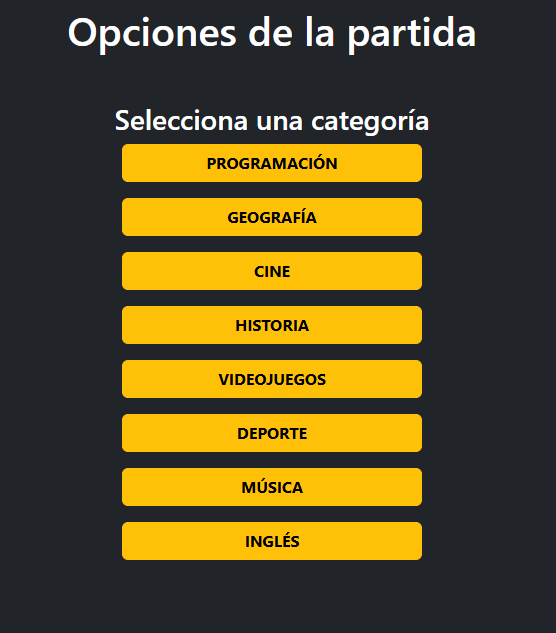 Opciones de la partida
Selecciona una categoría
PROGRAMACIÓN
GEOGRAFÍA
CINE
HISTORIA
VIDEOJUEGOS
DEPORTE
MÚSICA
INGLÉS